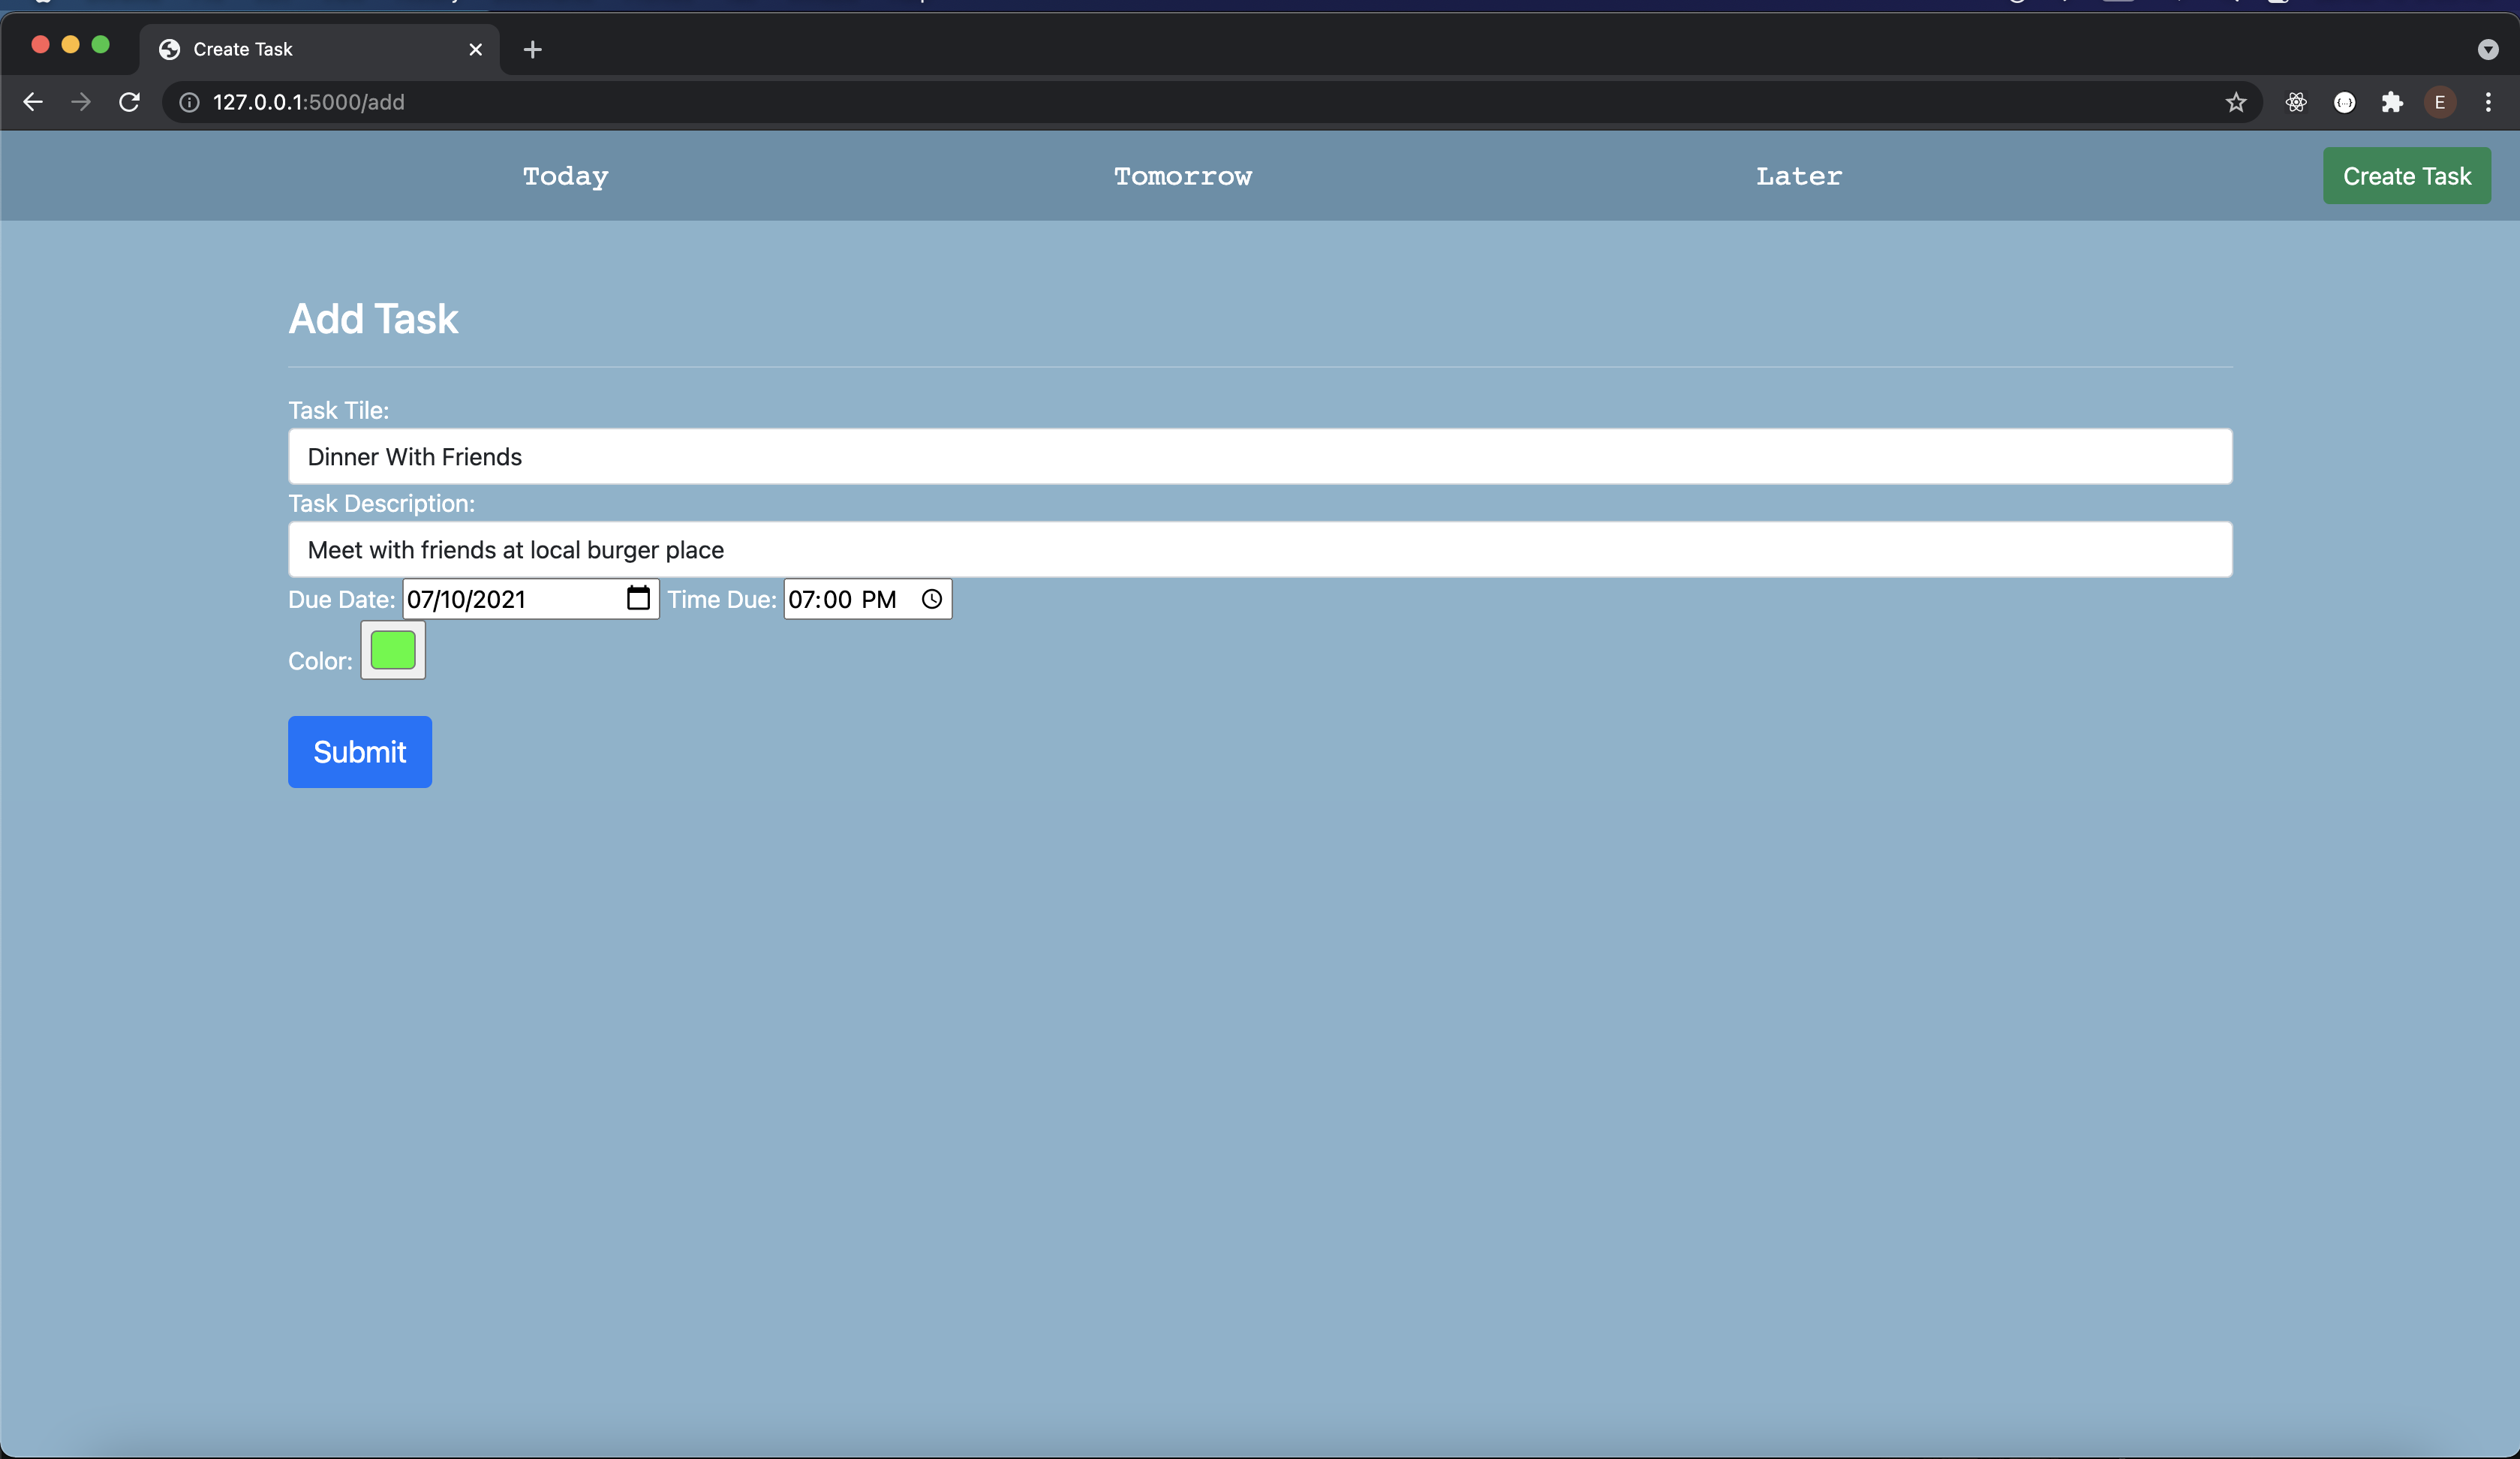 Create Task
127.0.0.1:5000/add
E
Today Tomorrow Later Create Task
Add Task
Task Tile:
Dinner With Friends
Task Description:
Meet with friends at local burger place
Due Date: 07/10/2021 Time Due: 07:00 PM
Color:
Submit